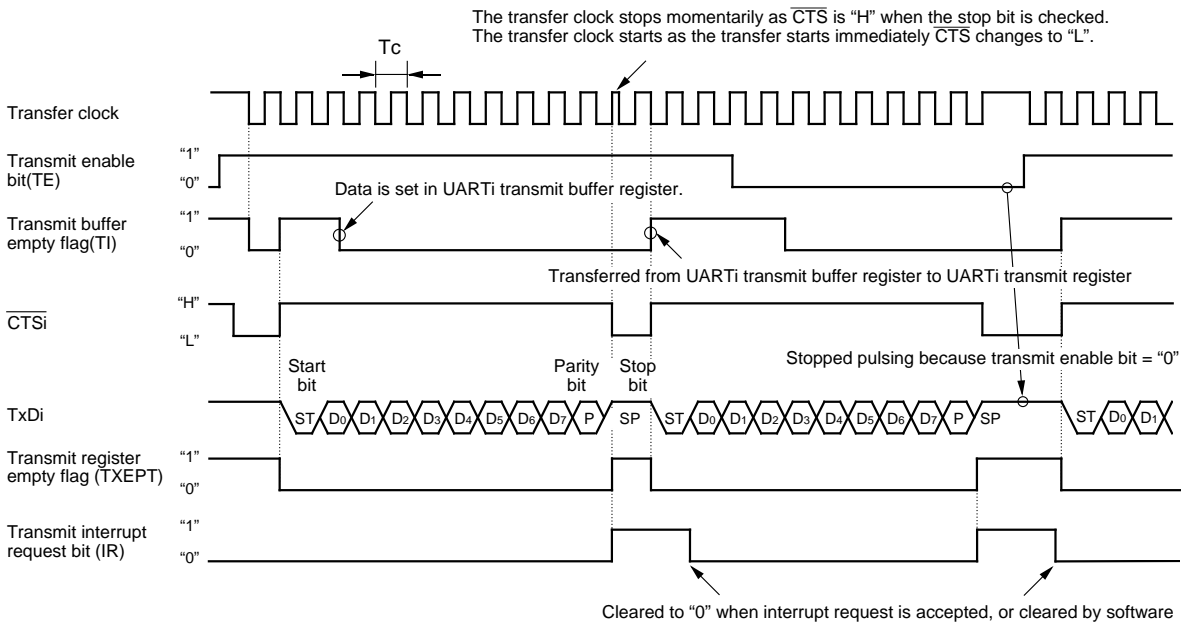 The transfer clock stops momentarily as CTS is “H” when the stop bit is checked.
The transfer clock starts as the transfer starts immediately CTS changes to “L”.
Tc
Transfer clock
Transmit enable
bit(TE)
“1”
“0”
Data is set in UARTi transmit buffer register.
Transmit buffer
empty flag(TI)
“1”
“0”
Transferred from UARTi transmit buffer register to UARTi transmit register
CTSi
“H”
“L”
Stopped pulsing because transmit enable bit = “0”
Start
bit
Parity
bit
Stop
bit
TxDi
ST D0 D1 D2 D3 D4 D5 D6 D7 P SP ST D0 D1 D2 D3 D4 D5 D6 D7 P SP ST D0 D1
Transmit register
empty flag (TXEPT)
“1”
“0”
Transmit interrupt
request bit (IR)
“1”
“0”
Cleared to “0” when interrupt request is accepted, or cleared by software